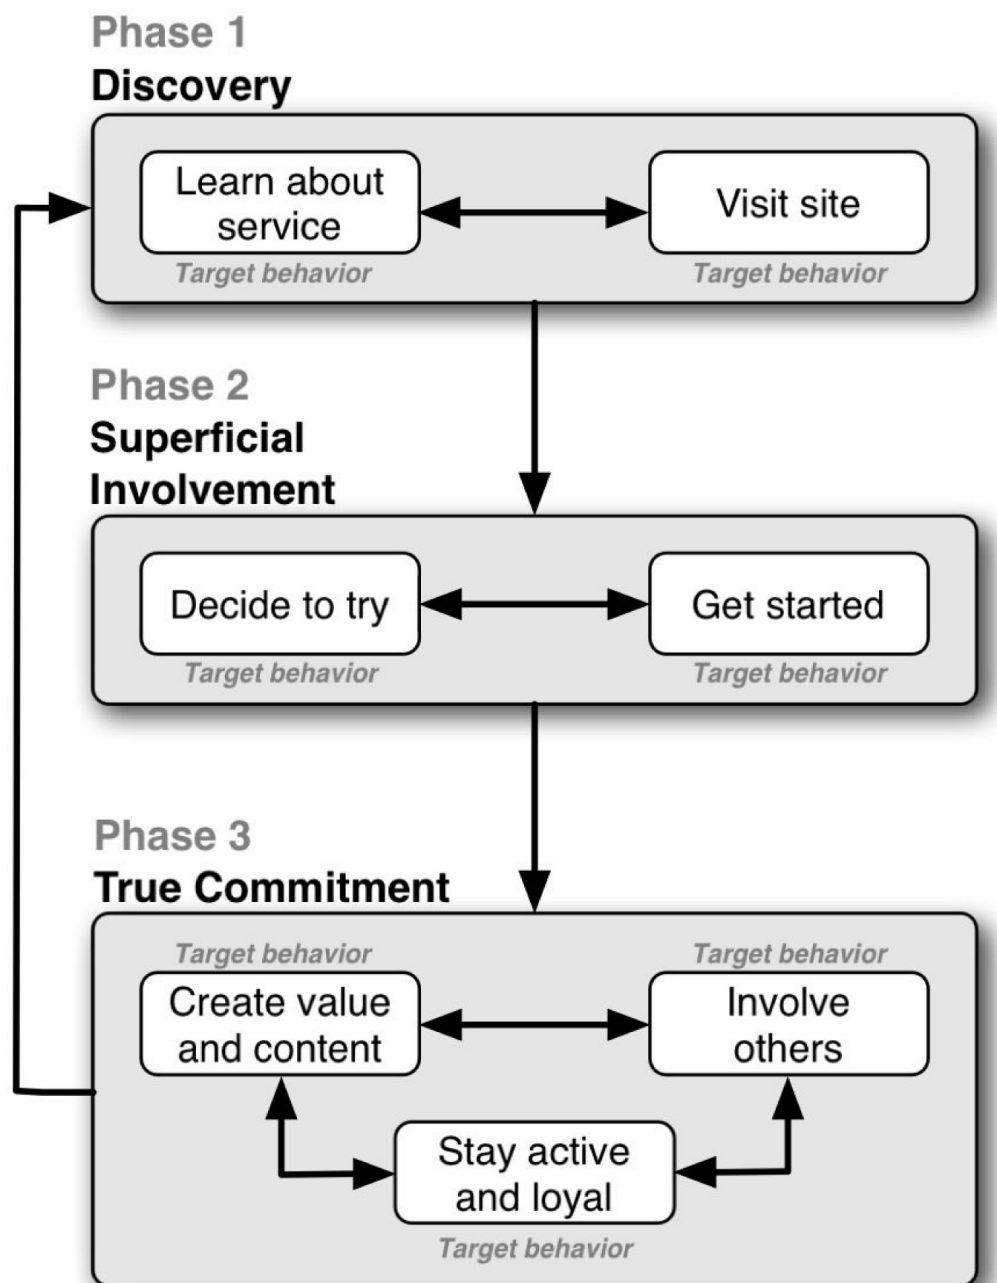 Phase 1
Discovery
Learn about
service
Visit site
Target behavior
Target behavior
Phase 2
Superficial
Involvement
Decide to try
Get started
Target behavior
Target behavior
Phase 3
True Commitment
Target behavior
Target behavior
Create value
and content
Involve
others
Stay active
and loyal
Target behavior